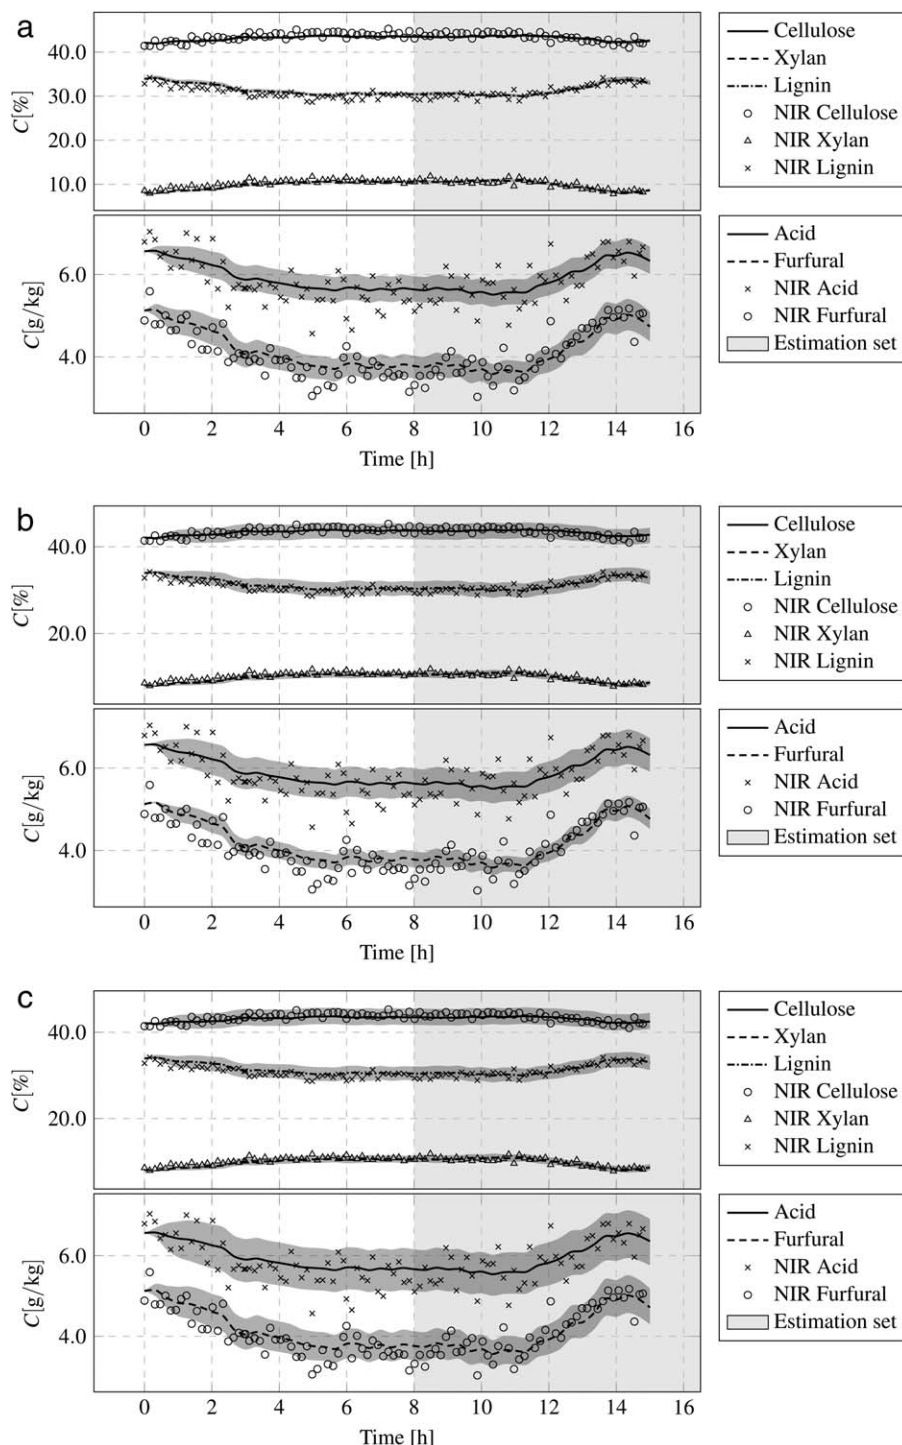 a
40.0
30.0
20.0
10.0
C[%]
Cellulose
Xylan
Lignin
NIR Cellulose
NIR Xylan
NIR Lignin
6.0
4.0
C[g/kg]
Acid
Furfural
NIR Acid
NIR Furfural
Estimation set
0 2 4 6 8 10 12 14 16
Time [h]
b
40.0
20.0
C[%]
Cellulose
Xylan
Lignin
NIR Cellulose
NIR Xylan
NIR Lignin
6.0
4.0
C[g/kg]
Acid
Furfural
NIR Acid
NIR Furfural
Estimation set
0 2 4 6 8 10 12 14 16
Time [h]
c
40.0
20.0
C[%]
Cellulose
Xylan
Lignin
NIR Cellulose
NIR Xylan
NIR Lignin
6.0
4.0
C[g/kg]
Acid
Furfural
NIR Acid
NIR Furfural
Estimation set
0 2 4 6 8 10 12 14 16
Time [h]